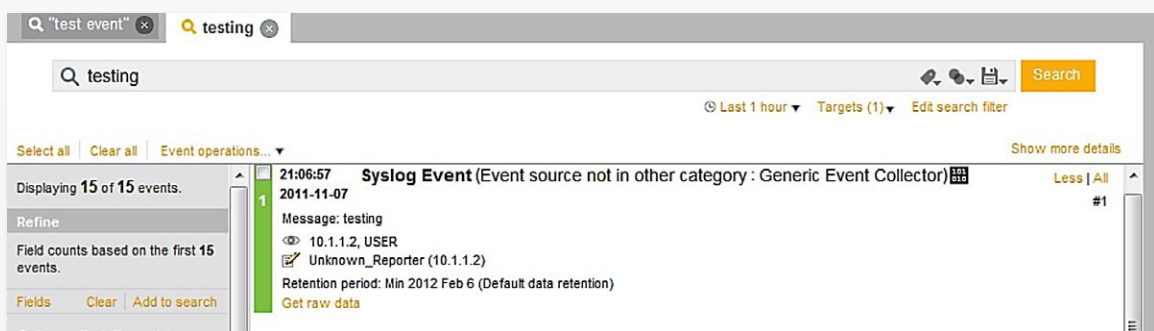 "test event"
testing
testing
Search
Last 1 hour Targets (1) Edit search filter
Select all Clear all Event operations... Show more details
Displaying 15 of 15 events.
Refine
Field counts based on the first 15
events.
Fields Clear Add to search
1
21:06:57 Syslog Event (Event source not in other category : Generic Event Collector) 101 010
2011-11-07
Less | All
#1
Message: testing
10.1.1.2, USER
Unknown_Reporter (10.1.1.2)
Retention period: Min 2012 Feb 6 (Default data retention)
Get raw data